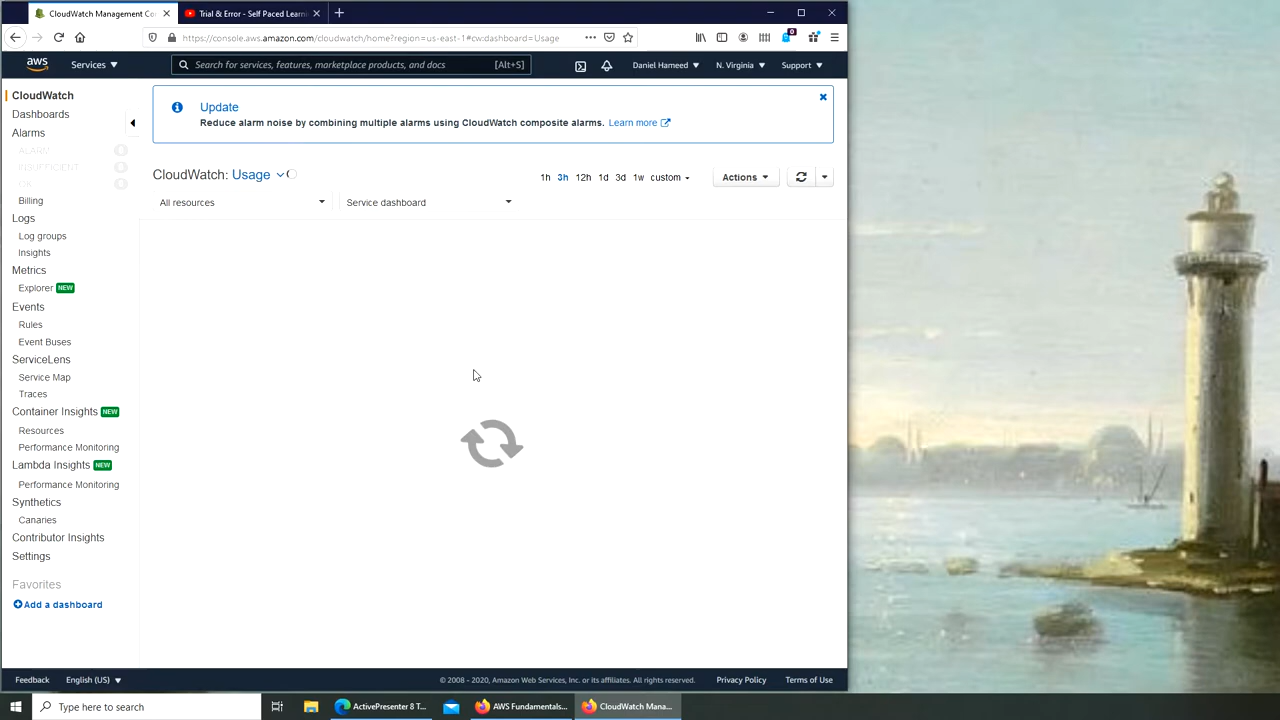 CloudWatch Management Co
Trial & Error - Self Paced Learni
https://console.aws.amazon.com/cloudwatch/home?region=us-east-1#cw:dashboard=Usage
0
aws
Services
Search for services, features, marketplace products, and docs
[Alt+S]
Daniel Hameed
N. Virginia
Support
CloudWatch
Dashboards
Alarms
ALARM
INSUFFICIENT
OK
Billing
Logs
Log groups
Insights
Metrics
Explorer NEW
Events
Rules
Event Buses
ServiceLens
Service Map
Traces
Container Insights NEW
Resources
Performance Monitoring
Lambda Insights NEW
Performance Monitoring
Synthetics
Canaries
Contributor Insights
Settings
Favorites
Add a dashboard
Update
Reduce alarm noise by combining multiple alarms using CloudWatch composite alarms. Learn more
CloudWatch: Usage
1h 3h 12h 1d 3d 1w custom
Actions
All resources
Service dashboard
Feedback
English (US)
© 2008 - 2020, Amazon Web Services, Inc. or its affiliates. All rights reserved.
Privacy Policy
Terms of Use
Type here to search
ActivePresenter 8 T...
AWS Fundamentals...
CloudWatch Mana...